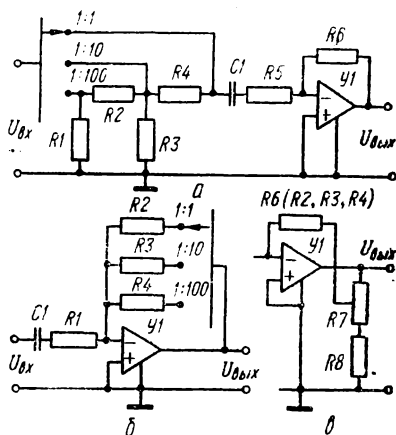 1:1
R6
1:10
1:100
R4
C1
R5
У1
R2
Uвх
R1
R3
Uвых
а
R2
1:1
R3
1:10
R4
1:100
C1
R1
У1
Uвх
Uвых
б
R6(R2, R3, R4)
У1
Uвых
R7
R8
в